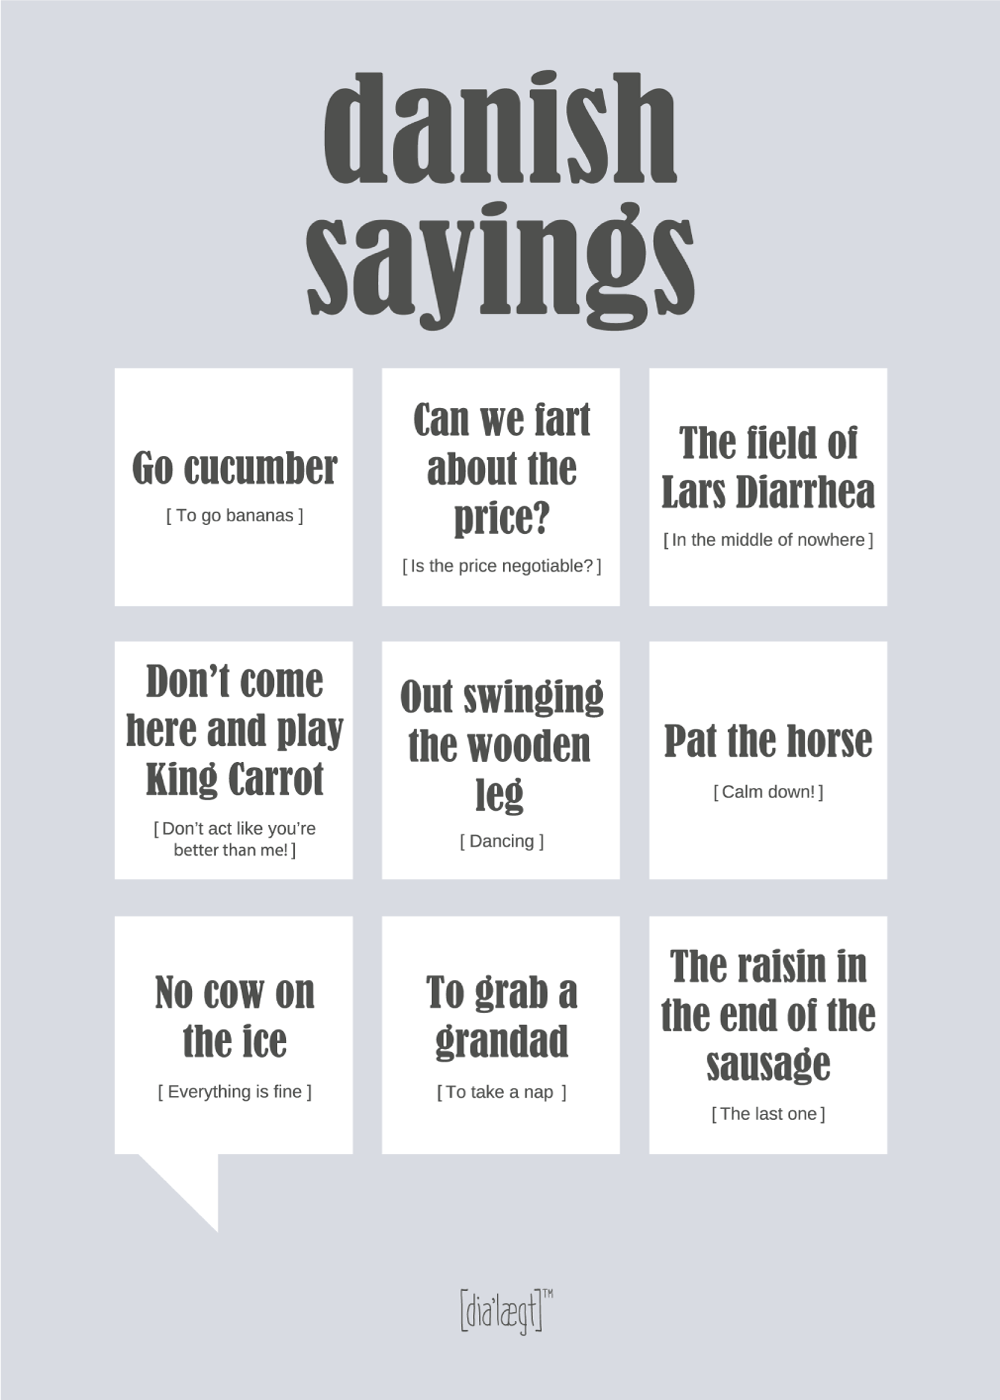 danish
sayings
Go cucumber
[ To go bananas ]
Can we fart
about the
price?
[ Is the price negotiable? ]
The field of
Lars Diarrhea
[ In the middle of nowhere ]
Don’t come
here and play
King Carrot
[ Don’t act like you’re
better than me! ]
Out swinging
the wooden
leg
[ Dancing ]
Pat the horse
[ Calm down! ]
No cow on
the ice
[ Everything is fine ]
To grab a
grandad
[ To take a nap ]
The raisin in
the end of the
sausage
[ The last one ]
[dia'lægt]™